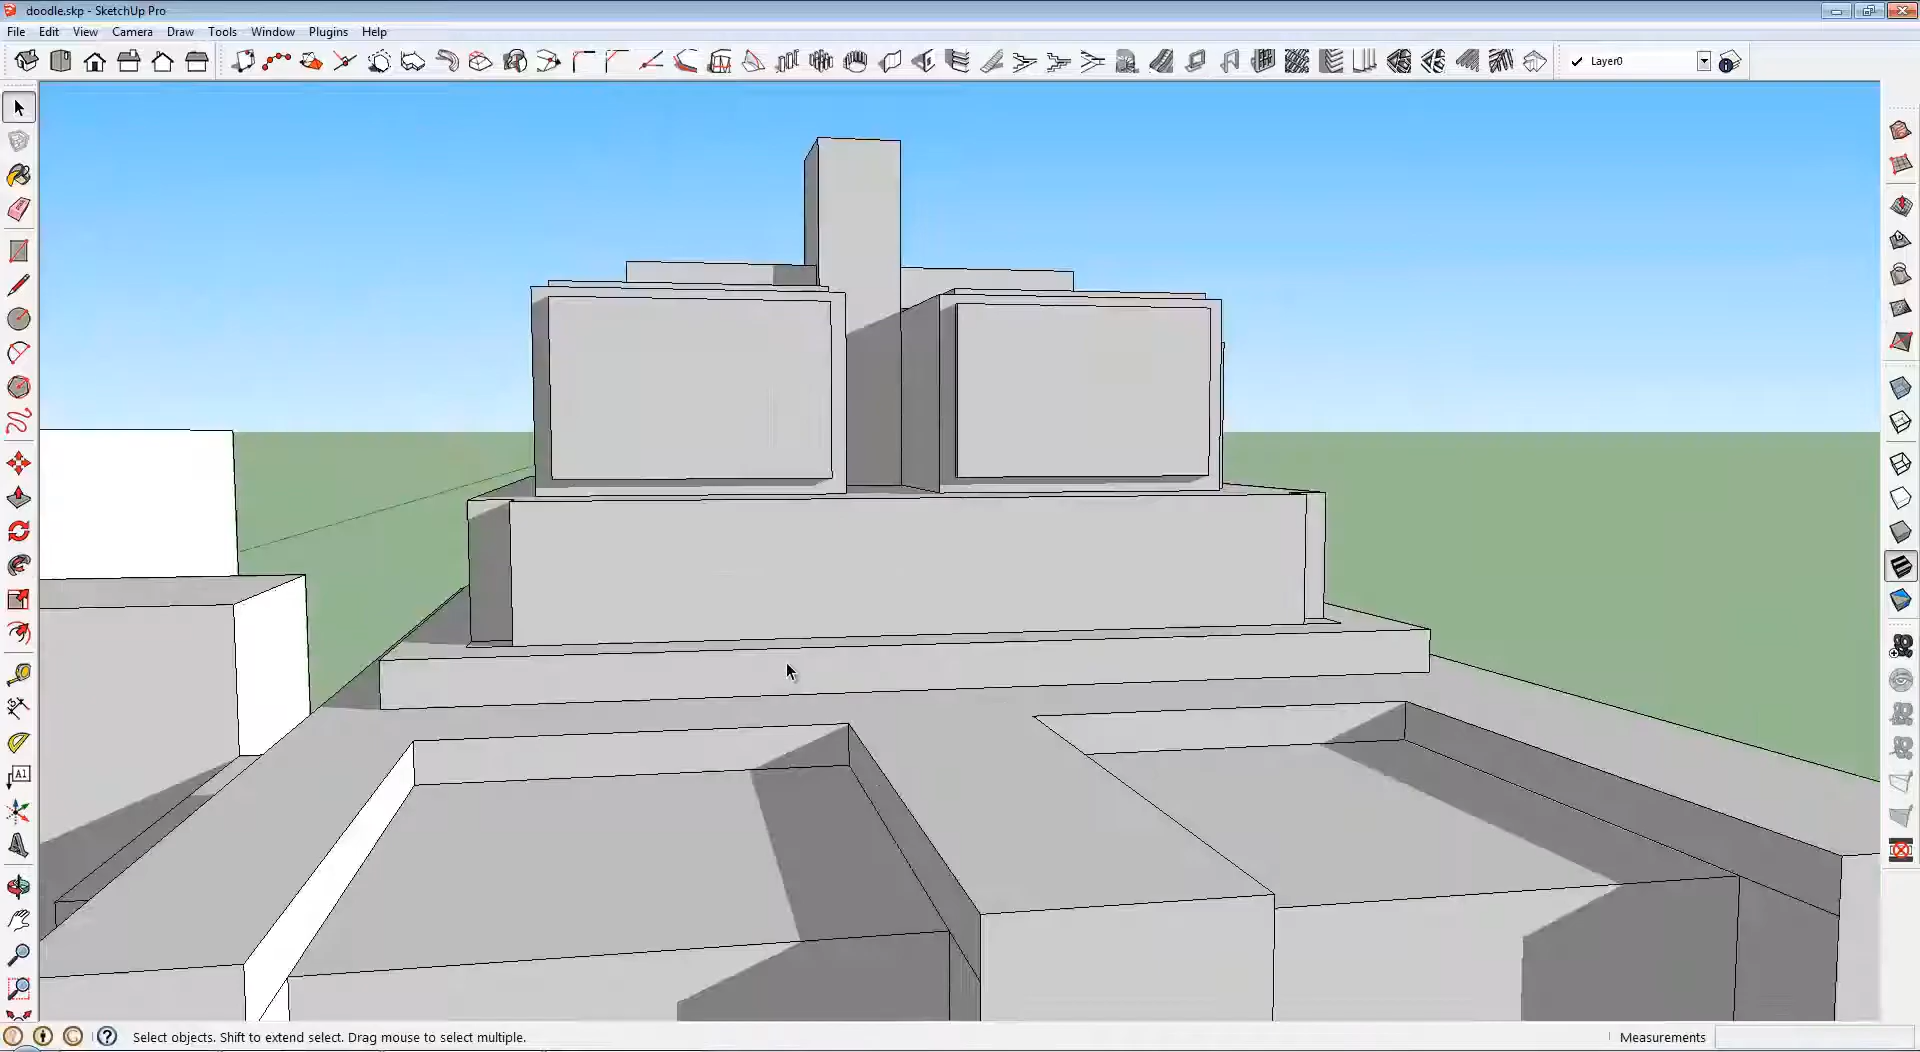 doodle.skp - SketchUp Pro
File Edit View Camera Draw Tools Window Plugins Help
Layer0
A1
Select objects. Shift to extend select. Drag mouse to select multiple.
Measurements